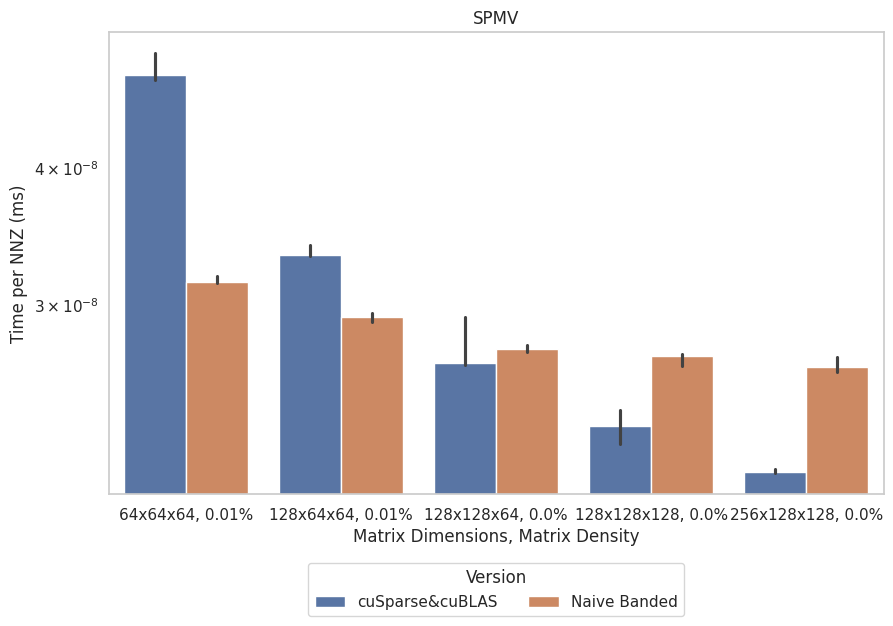 SPMV
4 × 10⁻⁸
3 × 10⁻⁸
Time per NNZ (ms)
64x64x64, 0.01%
128x64x64, 0.01%
128x128x64, 0.0%
128x128x128, 0.0%
256x128x128, 0.0%
Matrix Dimensions, Matrix Density
Version
cuSparse&cuBLAS
Naive Banded